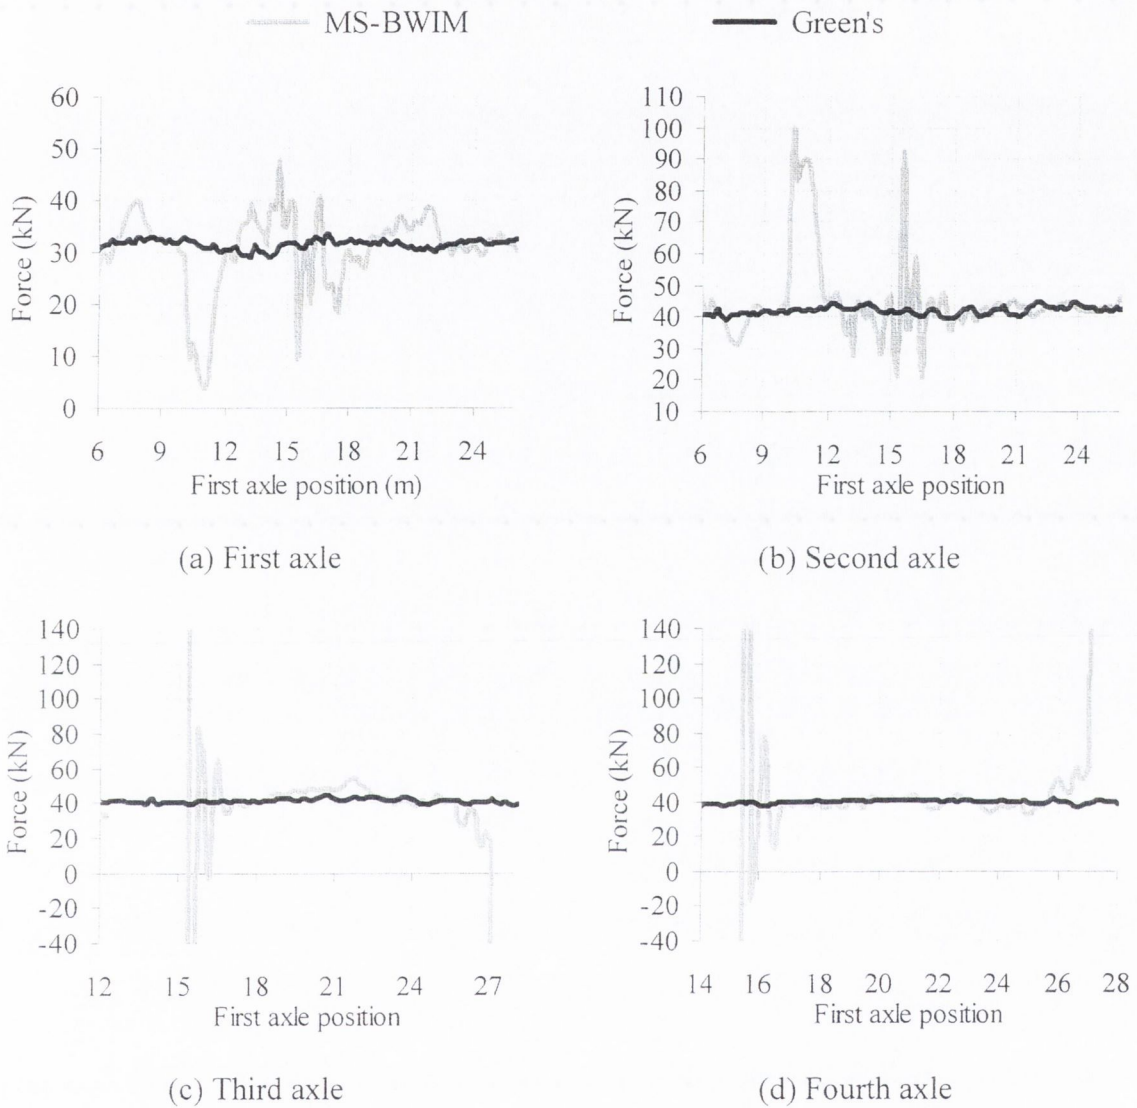 MS-BWIM Green's
60
50
40
30
20
10
0
Force (kN)
6 9 12 15 18 21 24
First axle position (m)
(a) First axle
110
100
90
80
70
60
50
40
30
20
10
Force (kN)
6 9 12 15 18 21 24
First axle position
(b) Second axle
140
120
100
80
60
40
20
0
-20
-40
Force (kN)
12 15 18 21 24 27
First axle position
(c) Third axle
140
120
100
80
60
40
20
0
-20
-40
Force (kN)
14 16 18 20 22 24 26 28
First axle position
(d) Fourth axle